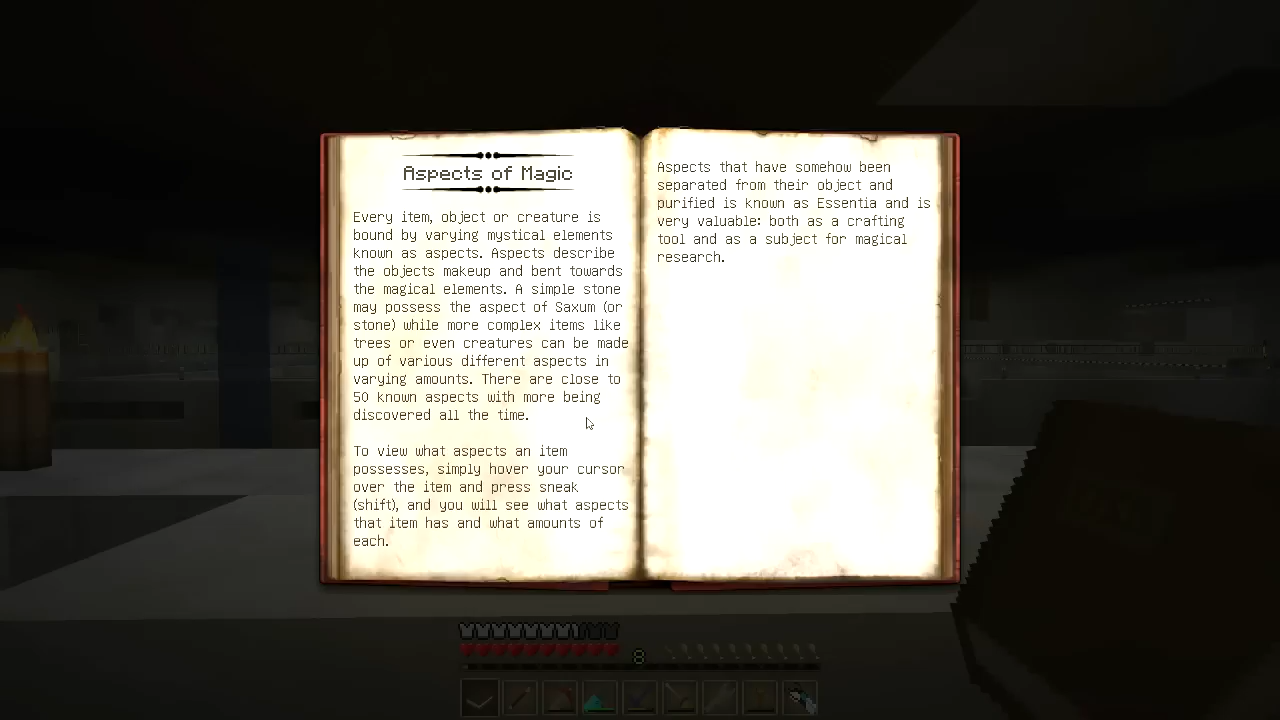 Aspects of Magic
Every item, object or creature is
bound by varying mystical elements
known as aspects. Aspects describe
the objects makeup and bent towards
the magical elements. A simple stone
may possess the aspect of Saxum (or
stone) while more complex items like
trees or even creatures can be made
up of various different aspects in
varying amounts. There are close to
50 known aspects with more being
discovered all the time.
To view what aspects an item
possesses, simply hover your cursor
over the item and press sneak
(shift), and you will see what aspects
that item has and what amounts of
each.
Aspects that have somehow been
separated from their object and
purified is known as Essentia and is
very valuable: both as a crafting
tool and as a subject for magical
research.
8